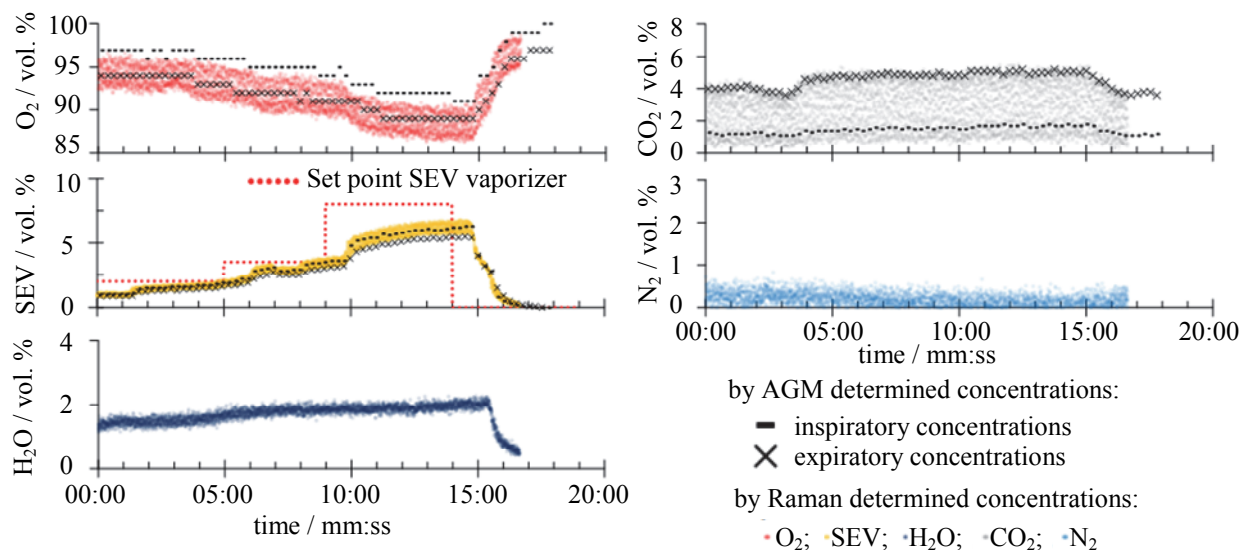 O₂ / vol. %
100
95
90
85
SEV / vol. %
10
5
0
Set point SEV vaporizer
H₂O / vol. %
4
2
0
00:00 05:00 10:00 15:00 20:00
time / mm:ss
CO₂ / vol. %
8
6
4
2
0
N₂ / vol. %
3
2
1
0
00:00 05:00 10:00 15:00 20:00
time / mm:ss
by AGM determined concentrations:
inspiratory concentrations
expiratory concentrations
by Raman determined concentrations:
O₂; SEV; H₂O; CO₂; N₂